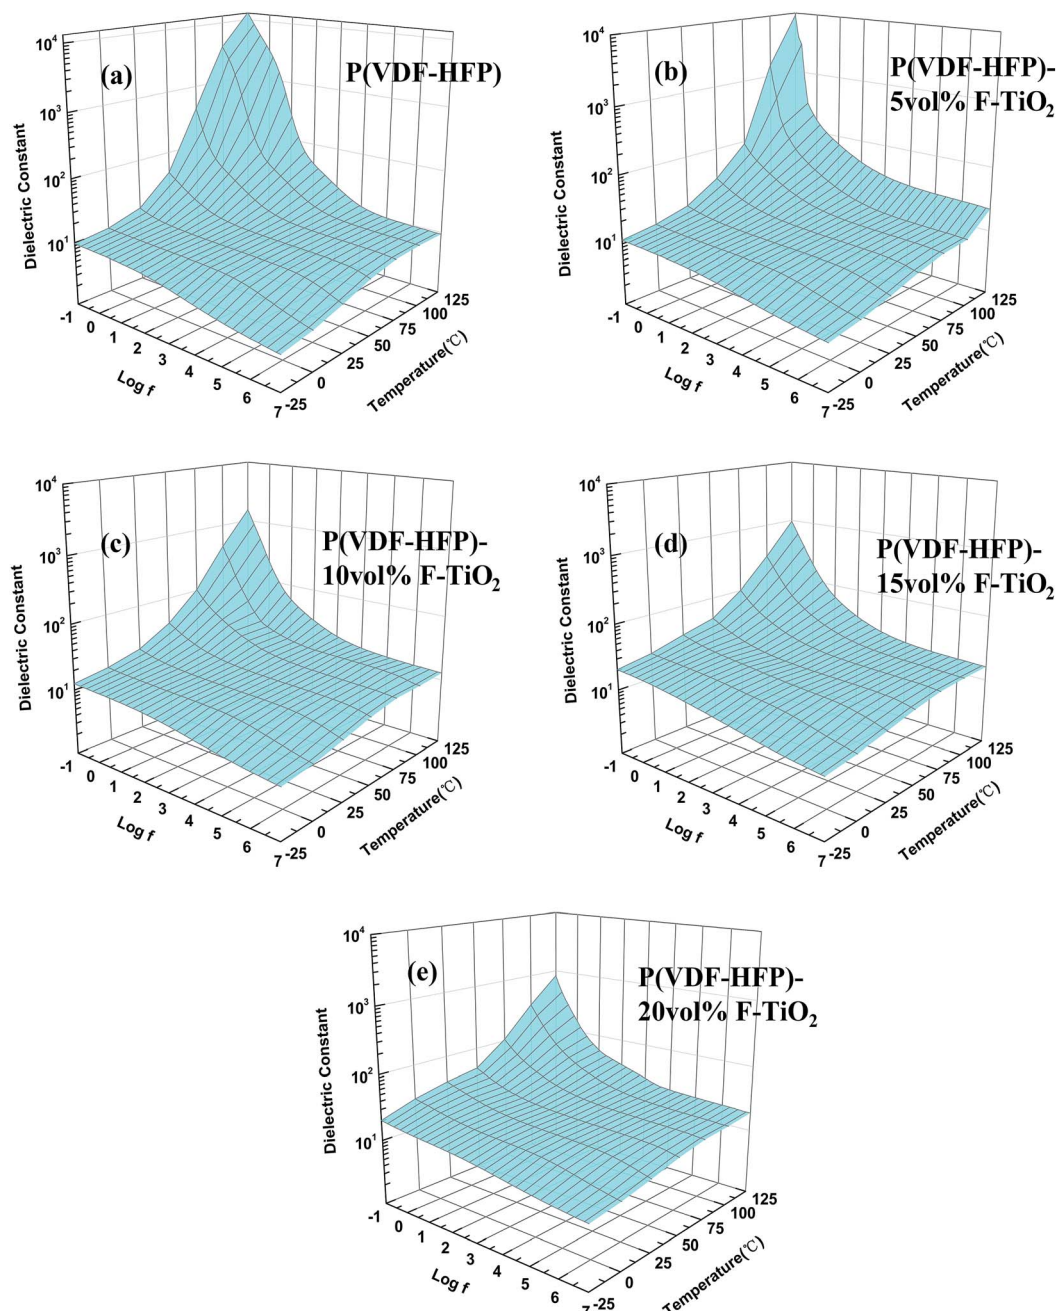 (a)
P(VDF-HFP)
Dielectric Constant
10⁴
10³
10²
10¹
-1 0 1 2 3 4 5 6 7
Log f
-25 0 25 50 75 100 125
Temperature(℃)
(b)
P(VDF-HFP)-
5vol% F-TiO₂
Dielectric Constant
10⁴
10³
10²
10¹
-1 0 1 2 3 4 5 6 7
Log f
-25 0 25 50 75 100 125
Temperature(℃)
(c)
P(VDF-HFP)-
10vol% F-TiO₂
Dielectric Constant
10⁴
10³
10²
10¹
-1 0 1 2 3 4 5 6 7
Log f
-25 0 25 50 75 100 125
Temperature(℃)
(d)
P(VDF-HFP)-
15vol% F-TiO₂
Dielectric Constant
10⁴
10³
10²
10¹
-1 0 1 2 3 4 5 6 7
Log f
-25 0 25 50 75 100 125
Temperature(℃)
(e)
P(VDF-HFP)-
20vol% F-TiO₂
Dielectric Constant
10⁴
10³
10²
10¹
-1 0 1 2 3 4 5 6 7
Log f
-25 0 25 50 75 100 125
Temperature(℃)